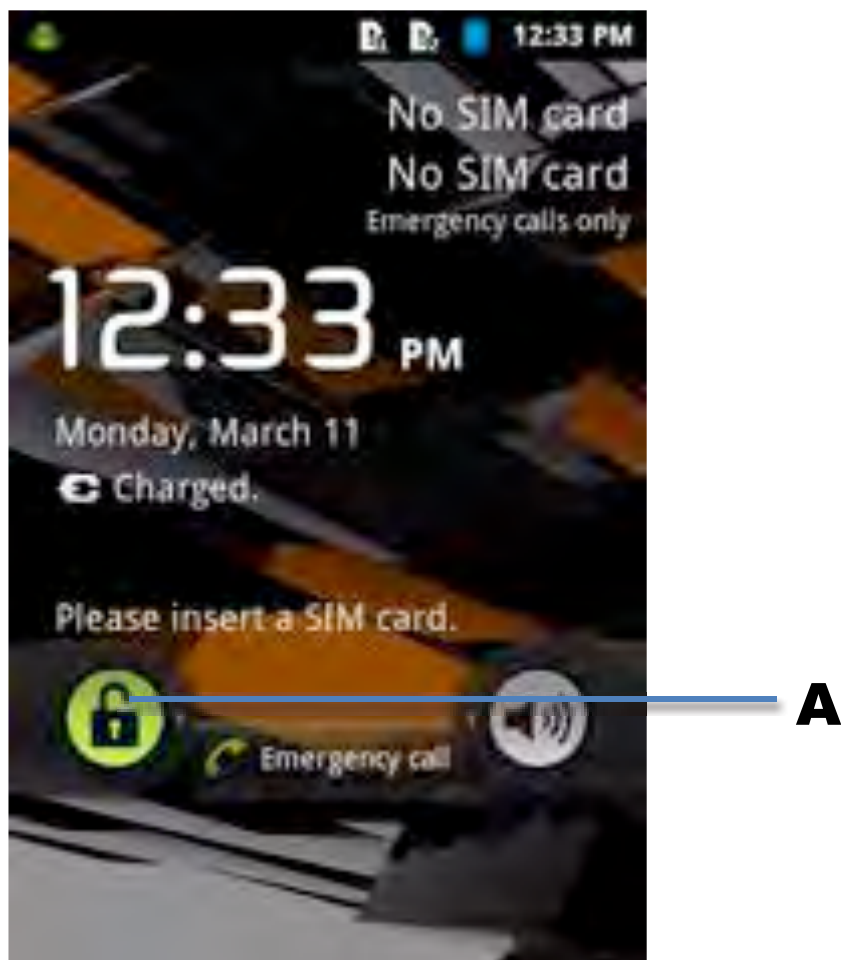 12:33 PM
No SIM card
No SIM card
Emergency calls only
12:33 PM
Monday, March 11
Charged.
Please insert a SIM card.
A
Emergency call